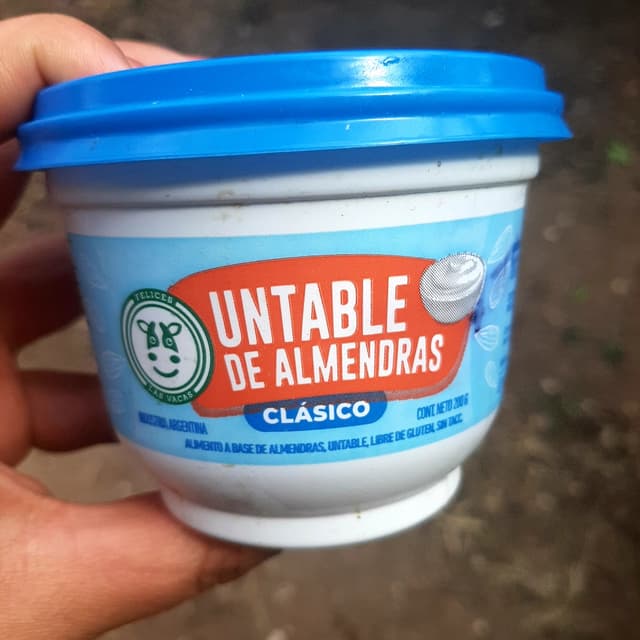 FELICES
LAS VACAS
UNTABLE
DE ALMENDRAS
CLÁSICO
INDUSTRIA ARGENTINA
CONT. NETO 200 G
ALIMENTO A BASE DE ALMENDRAS, UNTABLE, LIBRE DE GLUTEN, SIN TACC.